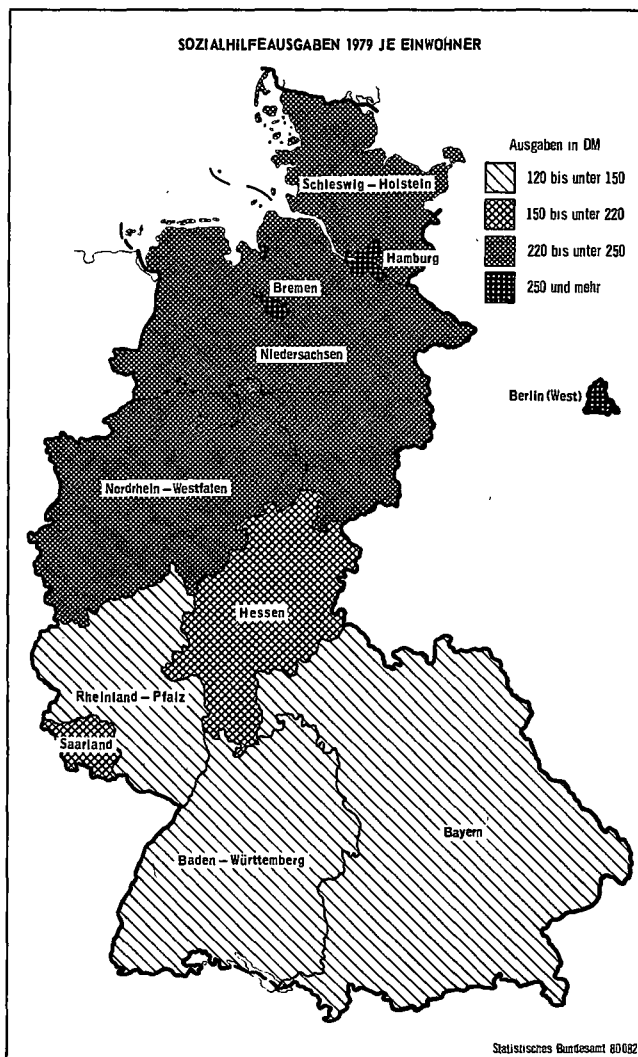 SOZIALHILFEAUSGABEN 1979 JE EINWOHNER
Ausgaben in DM
120 bis unter 150
150 bis unter 220
220 bis unter 250
250 und mehr
Schleswig – Holstein
Hamburg
Bremen
Niedersachsen
Berlin (West)
Nordrhein – Westfalen
Hessen
Rheinland – Pfalz
Saarland
Bayern
Baden – Württemberg
Statistisches Bundesamt 80082